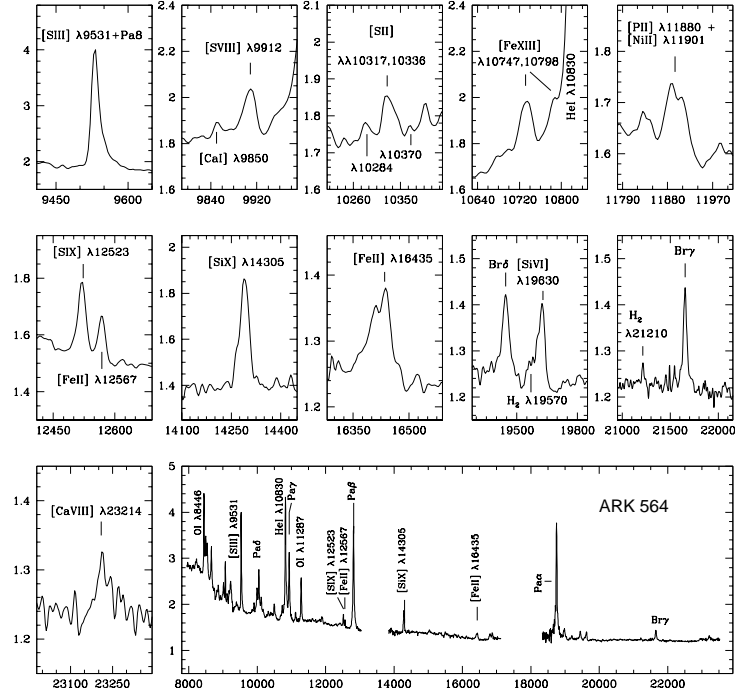 [SIII] λ9531+Pa8
4
3
2
9450 9600
2.4
2.2
2
1.8
1.6
[SVIII] λ9912
[CaI] λ9850
9840 9920
2.1
2
1.9
1.8
1.7
1.6
[SII]
λλ10317,10336
λ10370
λ10284
10260 10350
2.4
2.2
2
1.8
1.6
[FeXIII]
λ10747,10798
HeI λ10830
10640 10720 10800
1.8
1.7
1.6
[PII] λ11880 +
[NiII] λ11901
11790 11880 11970
1.8
1.6
1.4
[SIX] λ12523
[FeII] λ12567
12450 12600
2
1.8
1.6
1.4
[SiX] λ14305
14100 14250 14400
1.4
1.3
1.2
[FeII] λ16435
16350 16500
1.5
1.4
1.3
1.2
Brδ [SiVI]
λ19630
H2 λ19570
19500 19800
1.5
1.4
1.3
1.2
Brγ
H2
λ21210
21000 21500 22000
1.4
1.3
1.2
[CaVIII] λ23214
23100 23250
5
4
3
2
1
OI λ8446
[SIII] λ9531
Paδ
HeI λ10830
Paγ
OI λ11287
[SIX] λ12523
[FeII] λ12567
Paβ
[SiX] λ14305
[FeII] λ16435
Paα
Brγ
ARK 564
8000 10000 12000 14000 16000 18000 20000 22000